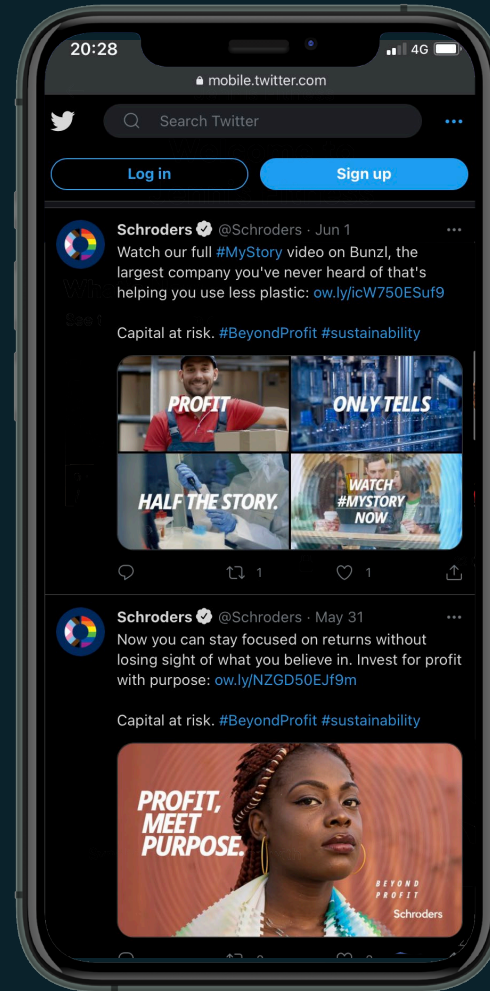 20:28
4G
mobile.twitter.com
Search Twitter
Log in
Sign up
Schroders @Schroders · Jun 1
Watch our full #MyStory video on Bunzl, the
largest company you've never heard of that's
helping you use less plastic: ow.ly/icW750ESuf9
Capital at risk. #BeyondProfit #sustainability
PROFIT
ONLY TELLS
HALF THE STORY.
WATCH
#MYSTORY
NOW
1
1
Schroders @Schroders · May 31
Now you can stay focused on returns without
losing sight of what you believe in. Invest for profit
with purpose: ow.ly/NZGD50EJf9m
Capital at risk. #BeyondProfit #sustainability
PROFIT,
MEET
PURPOSE.
BEYOND
PROFIT
Schroders